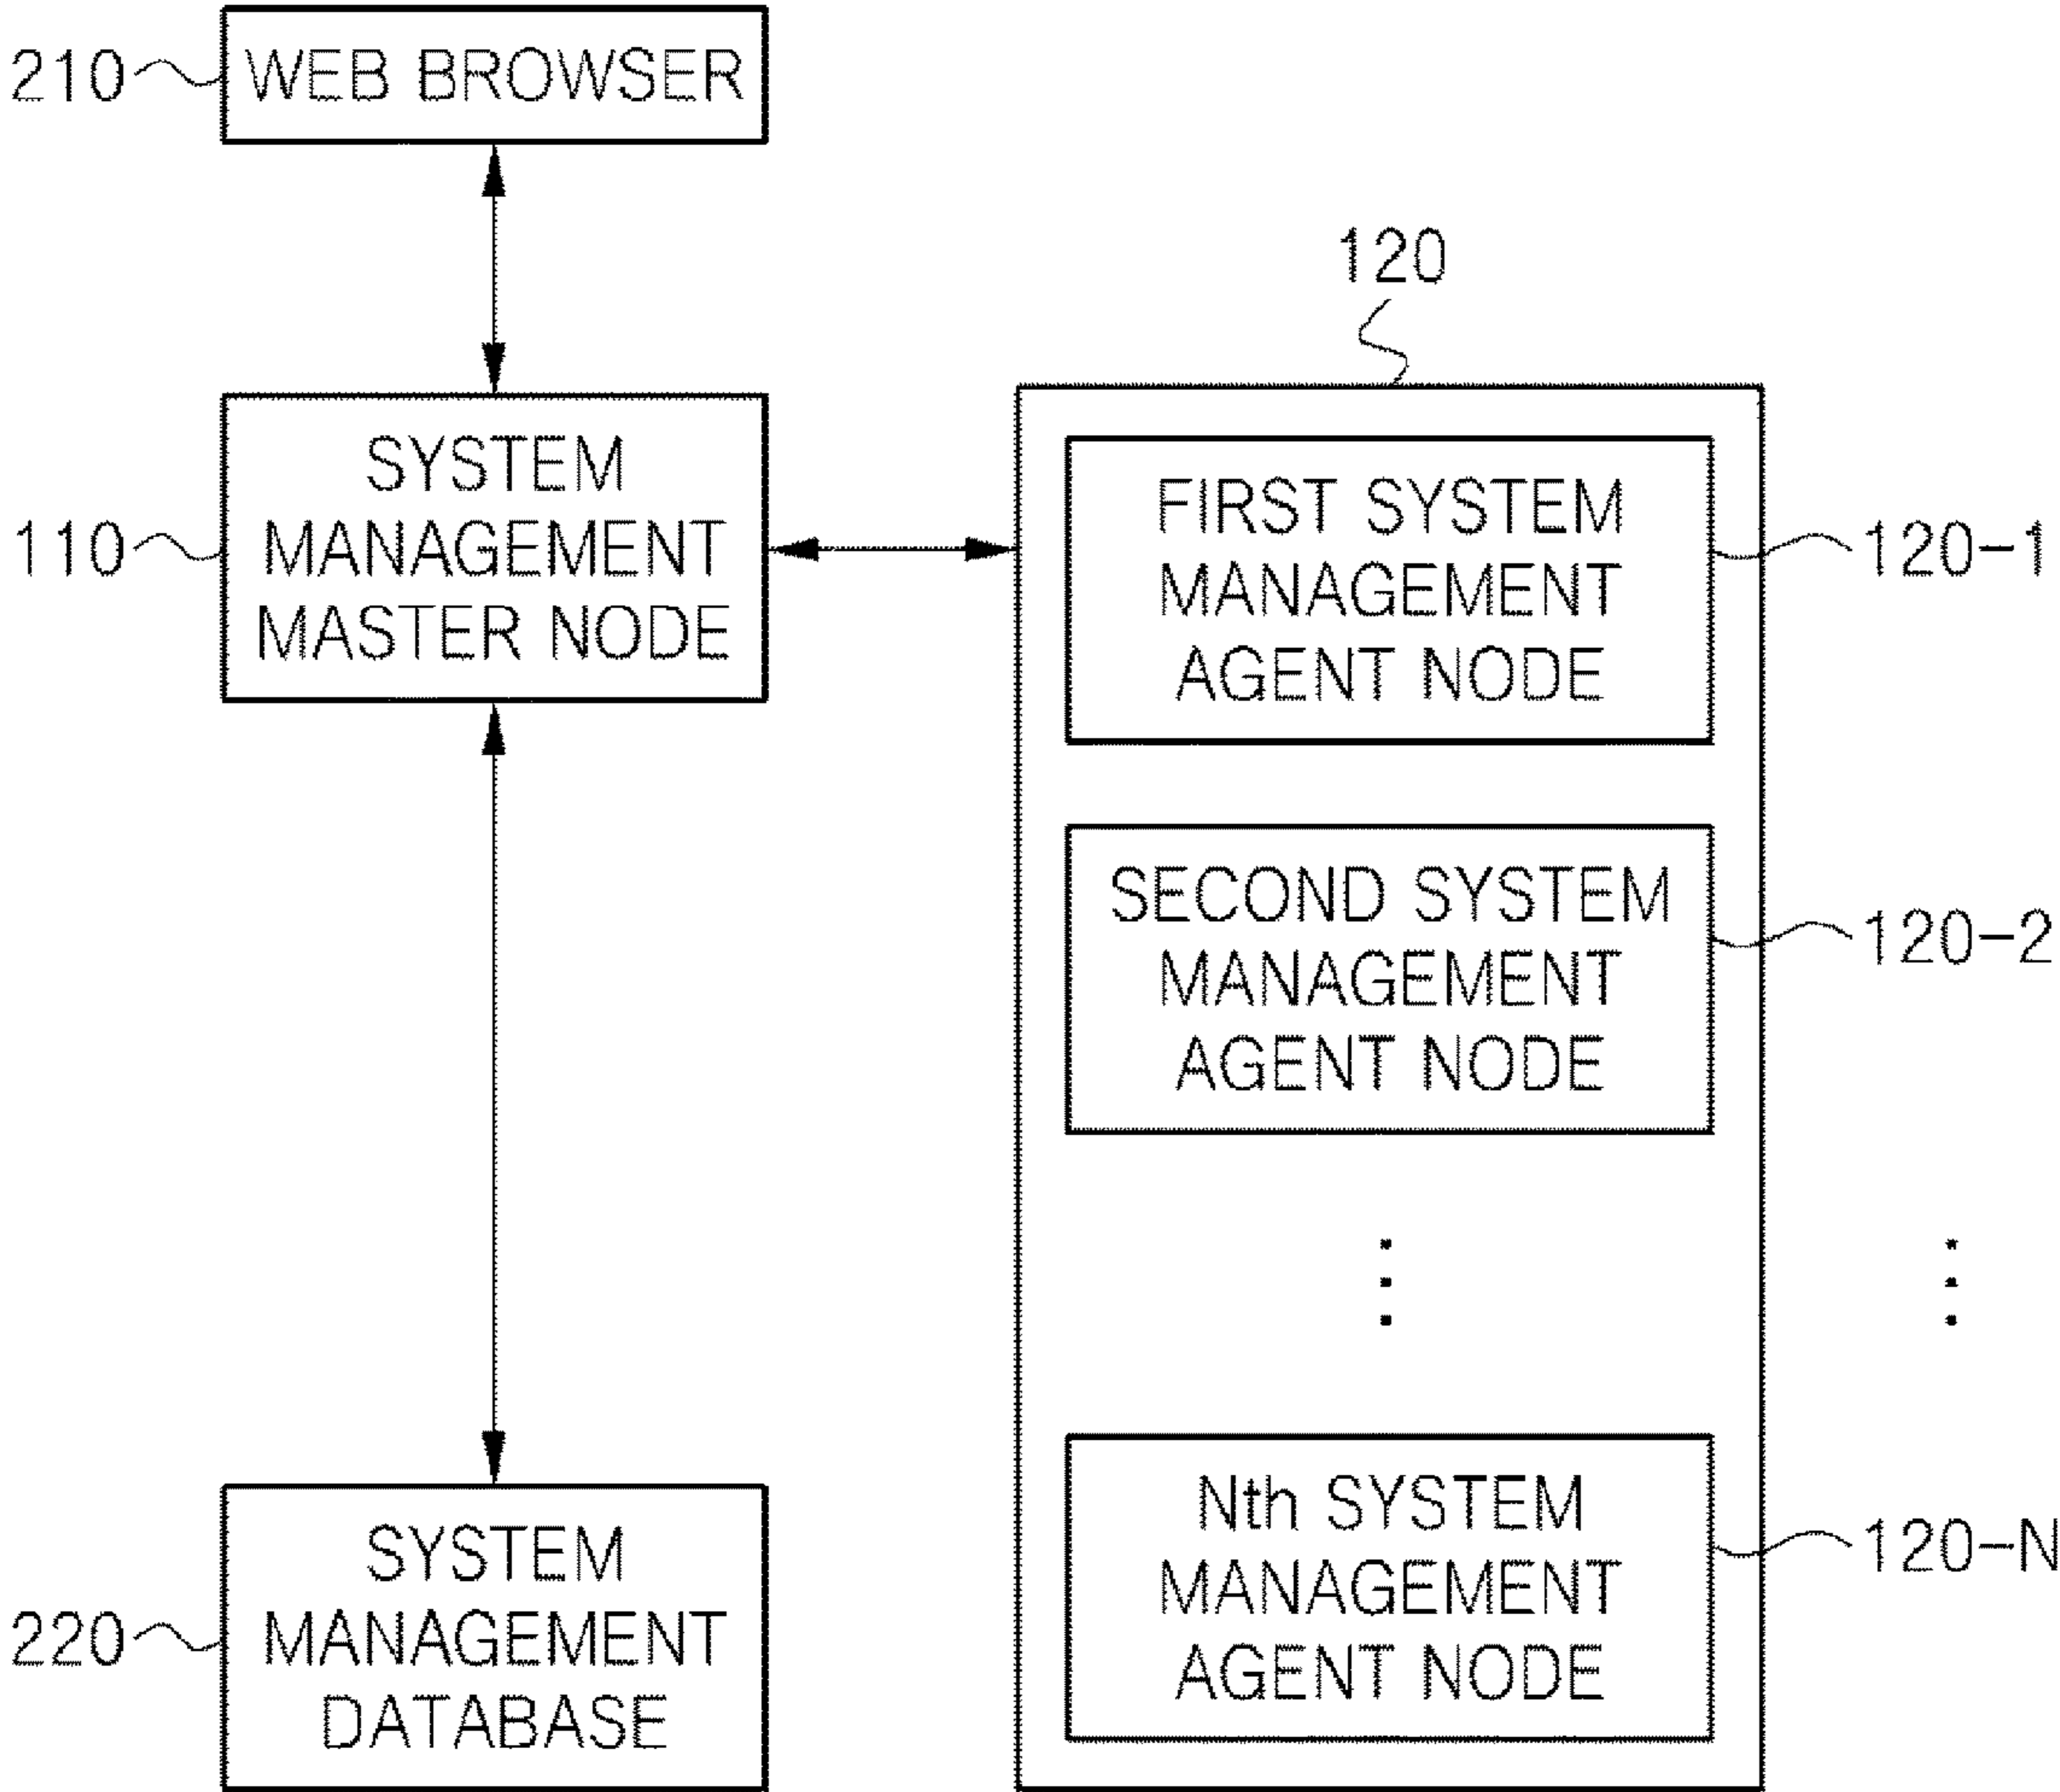 210
WEB BROWSER
120
110
SYSTEM
MANAGEMENT
MASTER NODE
FIRST SYSTEM
MANAGEMENT
AGENT NODE
120-1
SECOND SYSTEM
MANAGEMENT
AGENT NODE
120-2
220
SYSTEM
MANAGEMENT
DATABASE
Nth SYSTEM
MANAGEMENT
AGENT NODE
120-N